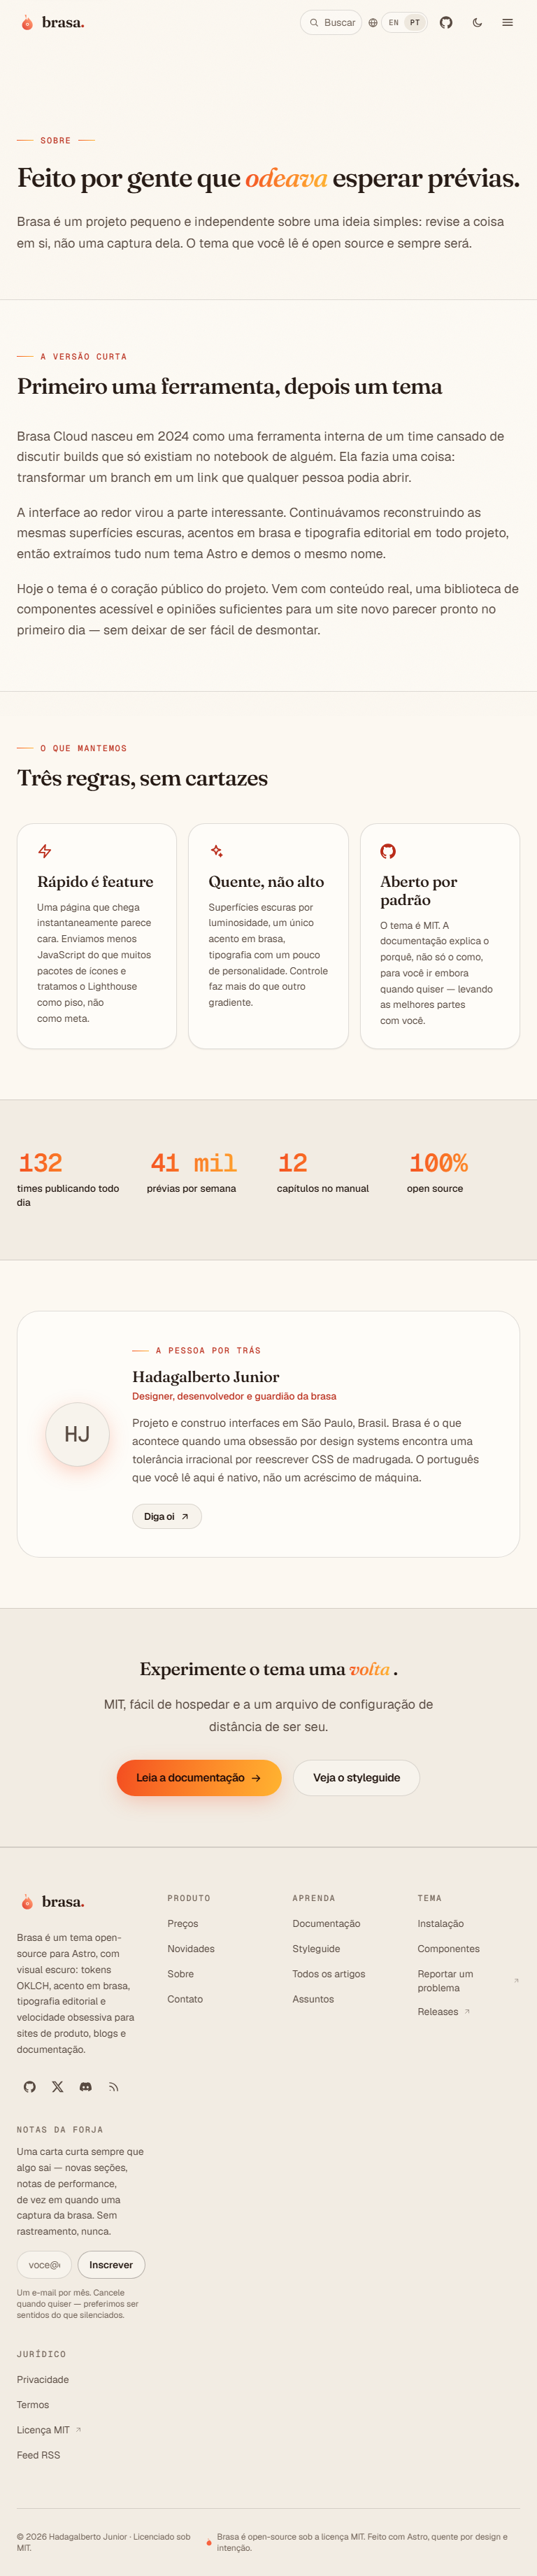 brasa.
Buscar
EN PT
SOBRE
Feito por gente que odeava esperar prévias.
Brasa é um projeto pequeno e independente sobre uma ideia simples: revise a coisa
em si, não uma captura dela. O tema que você lê é open source e sempre será.
A VERSÃO CURTA
Primeiro uma ferramenta, depois um tema
Brasa Cloud nasceu em 2024 como uma ferramenta interna de um time cansado de
discutir builds que só existiam no notebook de alguém. Ela fazia uma coisa:
transformar um branch em um link que qualquer pessoa podia abrir.
A interface ao redor virou a parte interessante. Continuávamos reconstruindo as
mesmas superfícies escuras, acentos em brasa e tipografia editorial em todo projeto,
então extraímos tudo num tema Astro e demos o mesmo nome.
Hoje o tema é o coração público do projeto. Vem com conteúdo real, uma biblioteca de
componentes acessível e opiniões suficientes para um site novo parecer pronto no
primeiro dia — sem deixar de ser fácil de desmontar.
O QUE MANTEMOS
Três regras, sem cartazes
Rápido é feature
Uma página que chega
instantaneamente parece
cara. Enviamos menos
JavaScript do que muitos
pacotes de ícones e
tratamos o Lighthouse
como piso, não
como meta.
Quente, não alto
Superfícies escuras por
luminosidade, um único
acento em brasa,
tipografia com um pouco
de personalidade. Controle
faz mais do que outro
gradiente.
Aberto por
padrão
O tema é MIT. A
documentação explica o
porquê, não só o como,
para você ir embora
quando quiser — levando
as melhores partes
com você.
132
times publicando todo
dia
41 mil
prévias por semana
12
capítulos no manual
100%
open source
HJ
A PESSOA POR TRÁS
Hadagalberto Junior
Designer, desenvolvedor e guardião da brasa
Projeto e construo interfaces em São Paulo, Brasil. Brasa é o que
acontece quando uma obsessão por design systems encontra uma
tolerância irracional por reescrever CSS de madrugada. O português
que você lê aqui é nativo, não um acréscimo de máquina.
Diga oi
Experimente o tema uma volta .
MIT, fácil de hospedar e a um arquivo de configuração de
distância de ser seu.
Leia a documentação →
Veja o styleguide
brasa.
Brasa é um tema open-
source para Astro, com
visual escuro: tokens
OKLCH, acento em brasa,
tipografia editorial e
velocidade obsessiva para
sites de produto, blogs e
documentação.
NOTAS DA FORJA
Uma carta curta sempre que
algo sai — novas seções,
notas de performance,
de vez em quando uma
captura da brasa. Sem
rastreamento, nunca.
voce@
Inscrever
Um e-mail por mês. Cancele
quando quiser — preferimos ser
sentidos do que silenciados.
PRODUTO
Preços
Novidades
Sobre
Contato
APRENDA
Documentação
Styleguide
Todos os artigos
Assuntos
TEMA
Instalação
Componentes
Reportar um
problema
Releases
JURÍDICO
Privacidade
Termos
Licença MIT
Feed RSS
© 2026 Hadagalberto Junior · Licenciado sob
MIT.
Brasa é open-source sob a licença MIT. Feito com Astro, quente por design e
intenção.